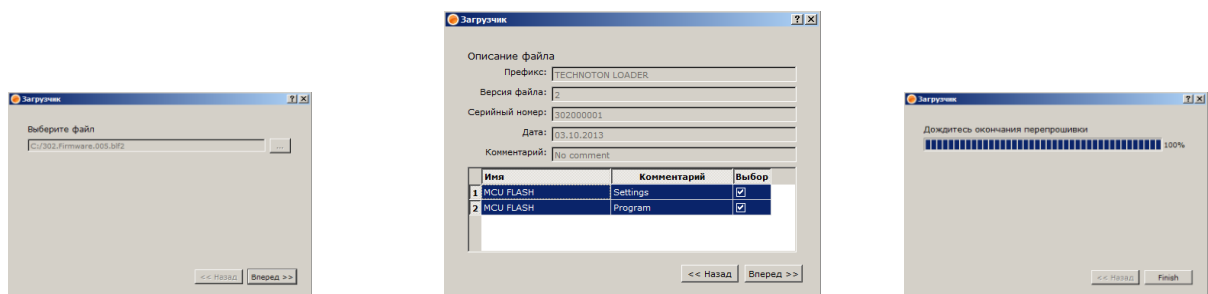 Загрузчик
Выберите файл
C:/302.Firmware.005.blf2
...
<< Назад Вперед >>
Загрузчик
Описание файла
Префикс: TECHNOTON LOADER
Версия файла: 2
Серийный номер: 302000001
Дата: 03.10.2013
Комментарий: No comment
Имя Комментарий Выбор
1 MCU FLASH Settings
2 MCU FLASH Program
<< Назад Вперед >>
Загрузчик
Дождитесь окончания перепрошивки
100%
<< Назад Finish